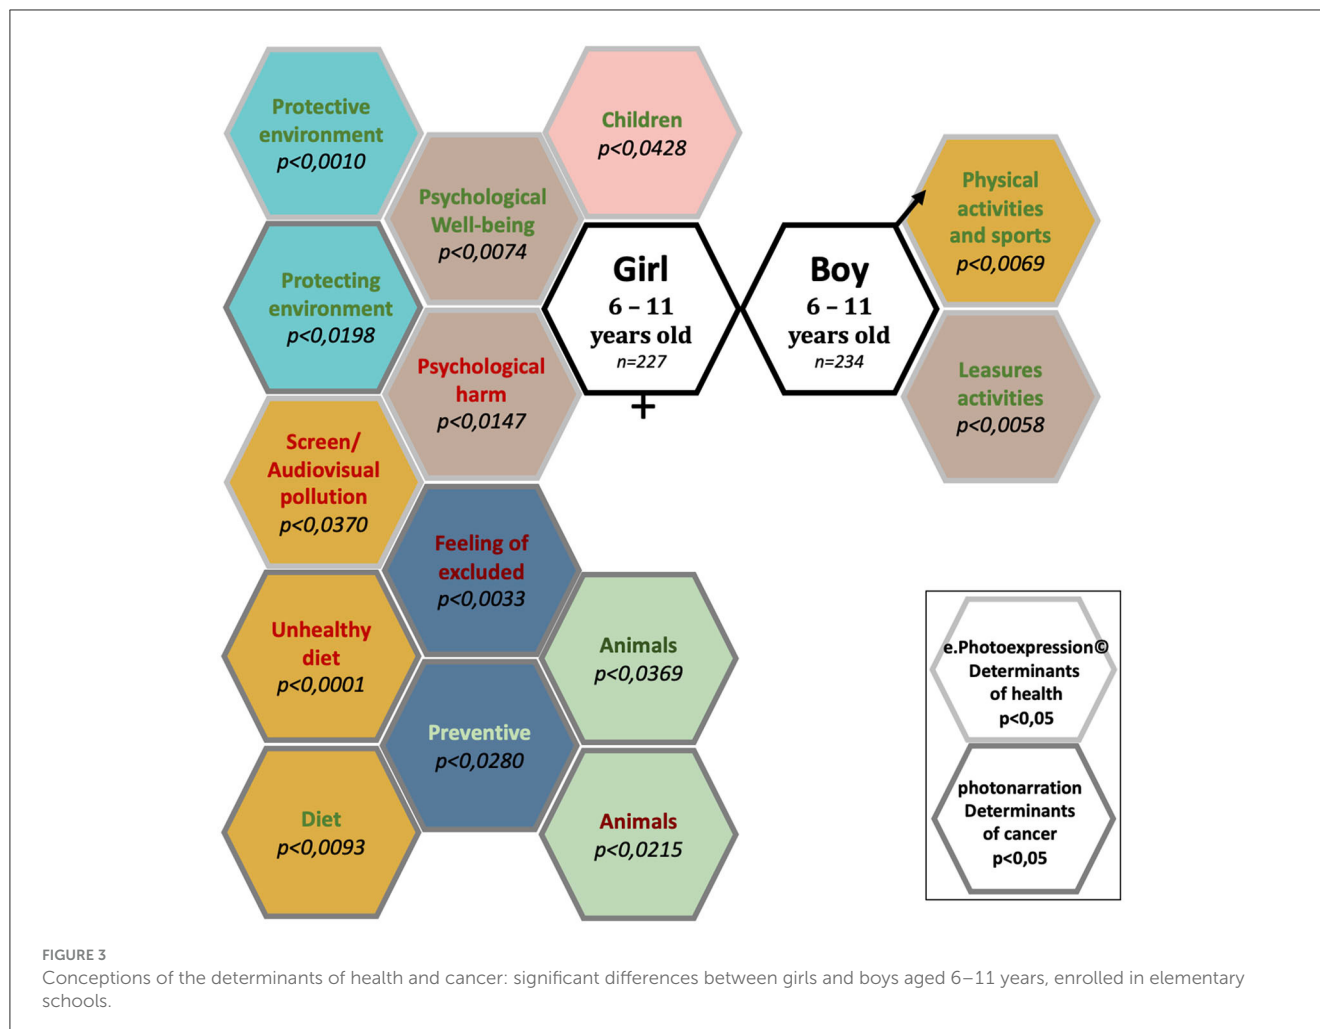 Protective
environment
p<0,0010
Psychological
Well-being
p<0,0074
Children
p<0,0428
Protecting
environment
p<0,0198
Psychological
harm
p<0,0147
Girl
6 – 11
years old
n=227
+
Boy
6 – 11
years old
n=234
Physical
activities
and sports
p<0,0069
Leasures
activities
p<0,0058
Screen/
Audiovisual
pollution
p<0,0370
Feeling of
excluded
p<0,0033
Unhealthy
diet
p<0,0001
Preventive
p<0,0280
Animals
p<0,0369
Diet
p<0,0093
Animals
p<0,0215
e.Photoexpression©
Determinants
of health
p<0,05
photonarration
Determinants
of cancer
p<0,05
FIGURE 3
Conceptions of the determinants of health and cancer: significant differences between girls and boys aged 6–11 years, enrolled in elementary
schools.